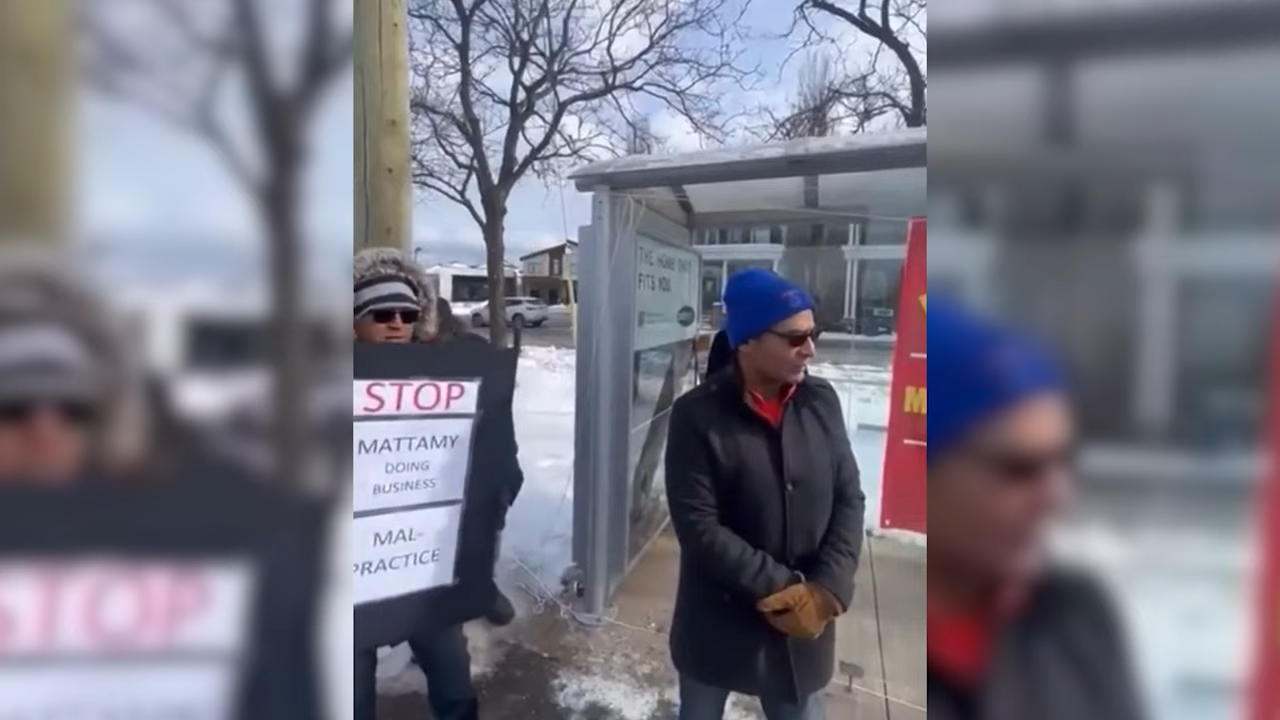 STOP
MATTAMY
DOING
BUSINESS
MAL-
PRACTICE
THE HOME THAT
FITS YOU
M